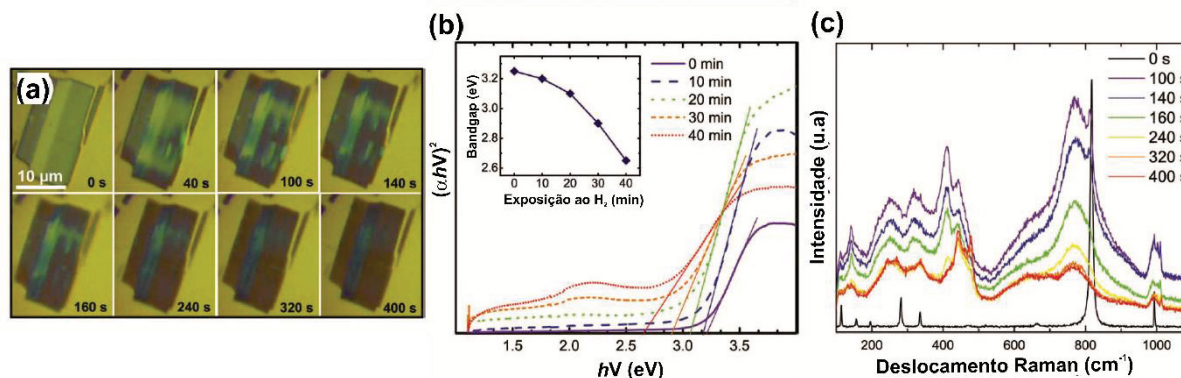 (a)
10 µm
0 s
40 s
100 s
140 s
160 s
240 s
320 s
400 s
(b)
(αhV)²
Bandgap (eV)
3.2
2.9
2.6
0 10 20 30 40
Exposição ao H₂ (min)
0 min
10 min
20 min
30 min
40 min
1.5 2.0 2.5 3.0 3.5
hV (eV)
(c)
Intensidade (u.a)
0 s
100 s
140 s
160 s
240 s
320 s
400 s
200 400 600 800 1000
Deslocamento Raman (cm⁻¹)